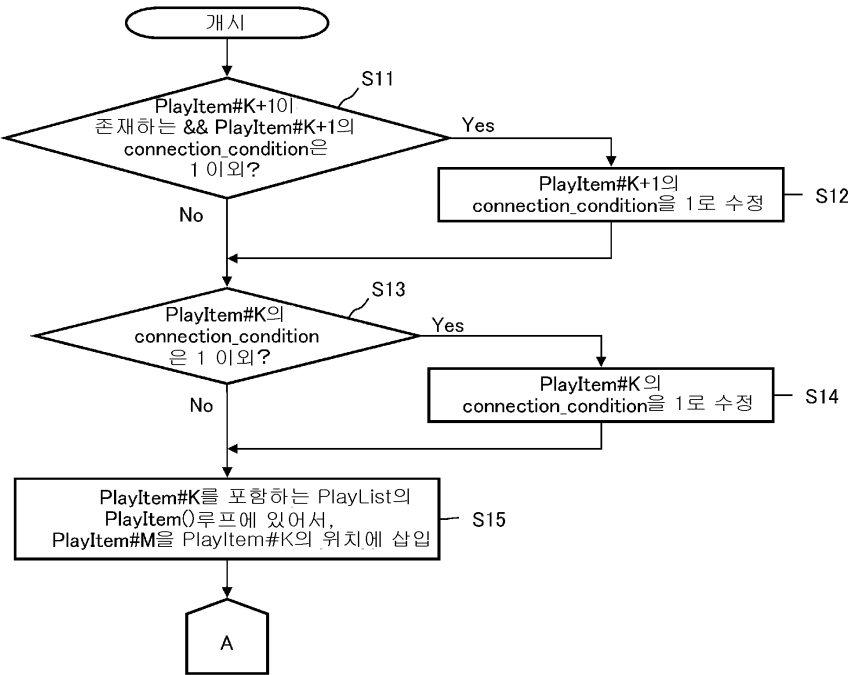 개시
S11
PlayItem#K+1이
존재하는 && PlayItem#K+1의
connection_condition은
1 이외?
Yes
PlayItem#K+1의
connection_condition을 1로 수정
S12
No
S13
PlayItem#K의
connection_condition
은 1 이외?
Yes
PlayItem#K의
connection_condition을 1로 수정
S14
No
PlayItem#K를 포함하는 PlayList의
PlayItem()루프에 있어서,
PlayItem#M을 PlayItem#K의 위치에 삽입
S15
A